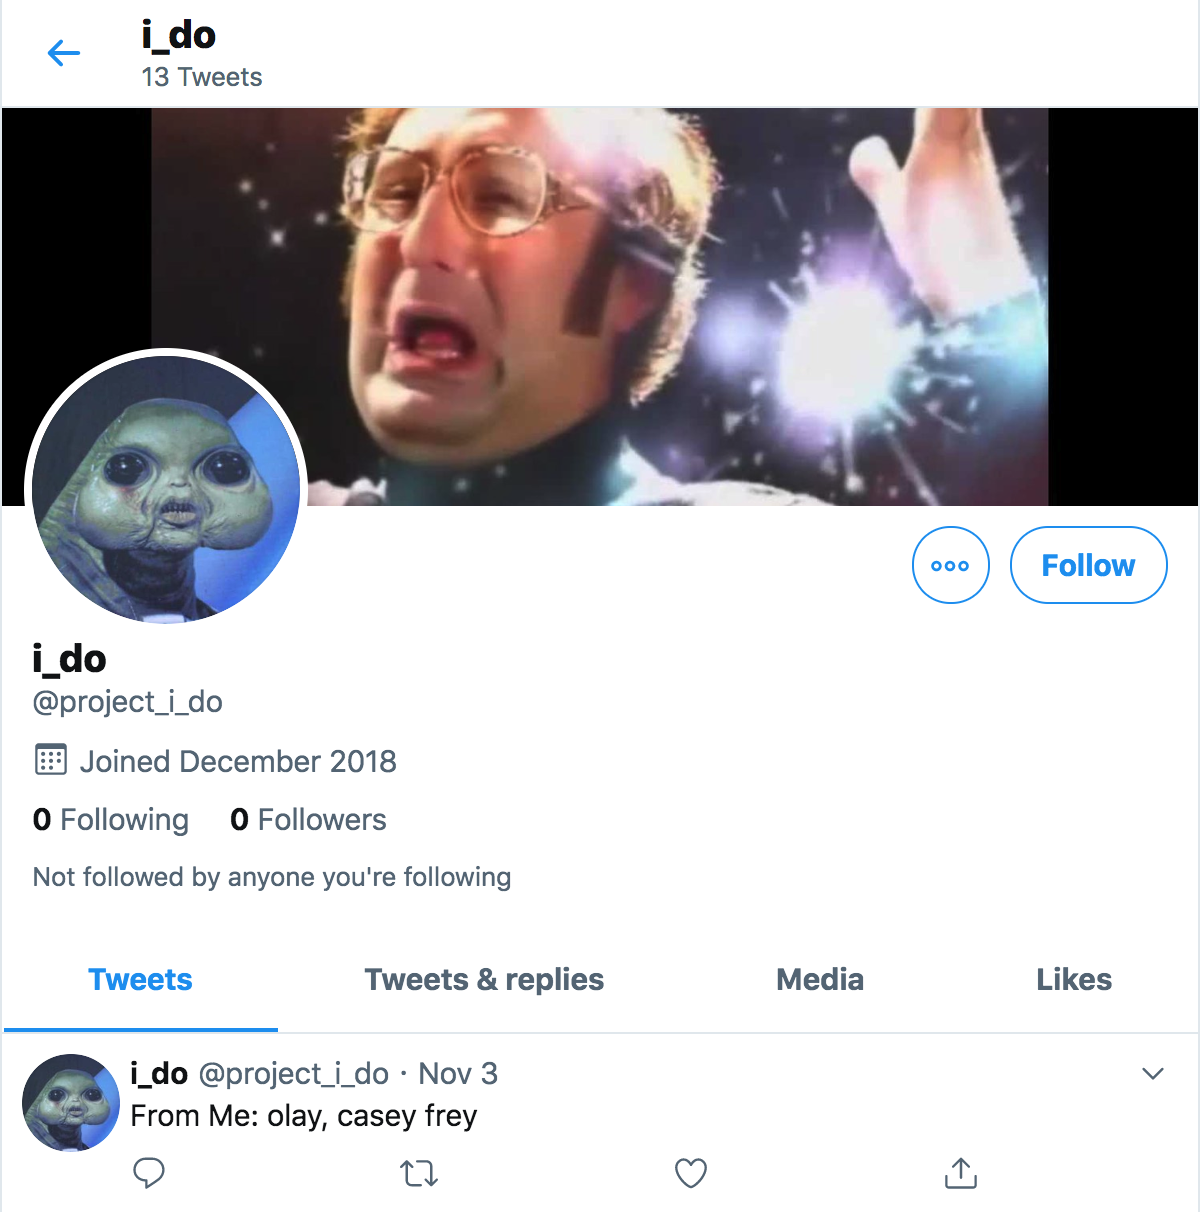 i_do
13 Tweets
Follow
i_do
@project_i_do
Joined December 2018
0 Following 0 Followers
Not followed by anyone you're following
Tweets Tweets & replies Media Likes
i_do @project_i_do · Nov 3
From Me: olay, casey frey